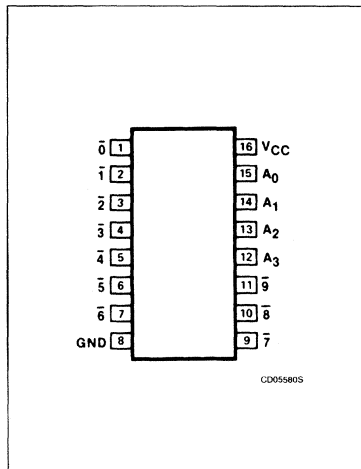 0̅ 1 16 VCC
1̅ 2 15 A0
2̅ 3 14 A1
3̅ 4 13 A2
4̅ 5 12 A3
5̅ 6 11 9̅
6̅ 7 10 8̅
GND 8 9 7̅
CD05580S